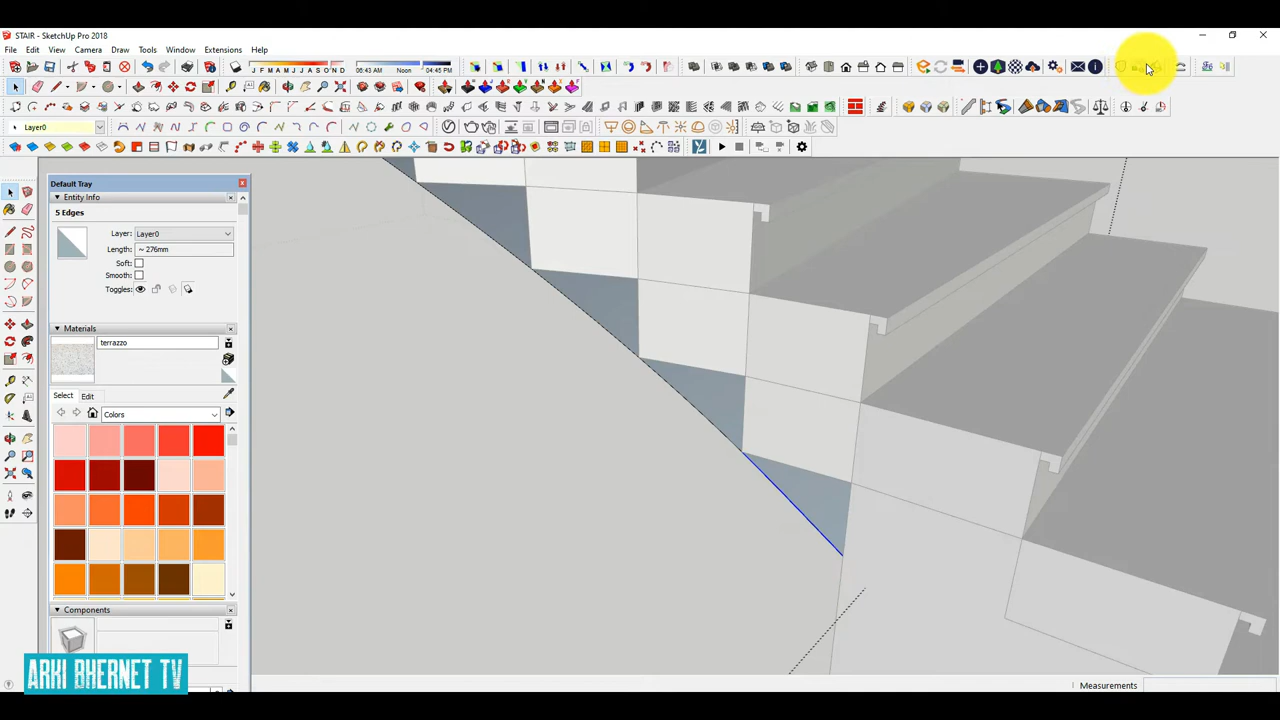 STAIR - SketchUp Pro 2018
File Edit View Camera Draw Tools Window Extensions Help
J F M A M J J A S O N D
06:43 AM Noon 04:45 PM
Layer0
Default Tray
Entity Info
5 Edges
Layer: Layer0
Length: ~ 276mm
Soft:
Smooth:
Toggles:
Materials
terrazzo
Select Edit
Colors
Components
ARKI BHERNET TV
Measurements